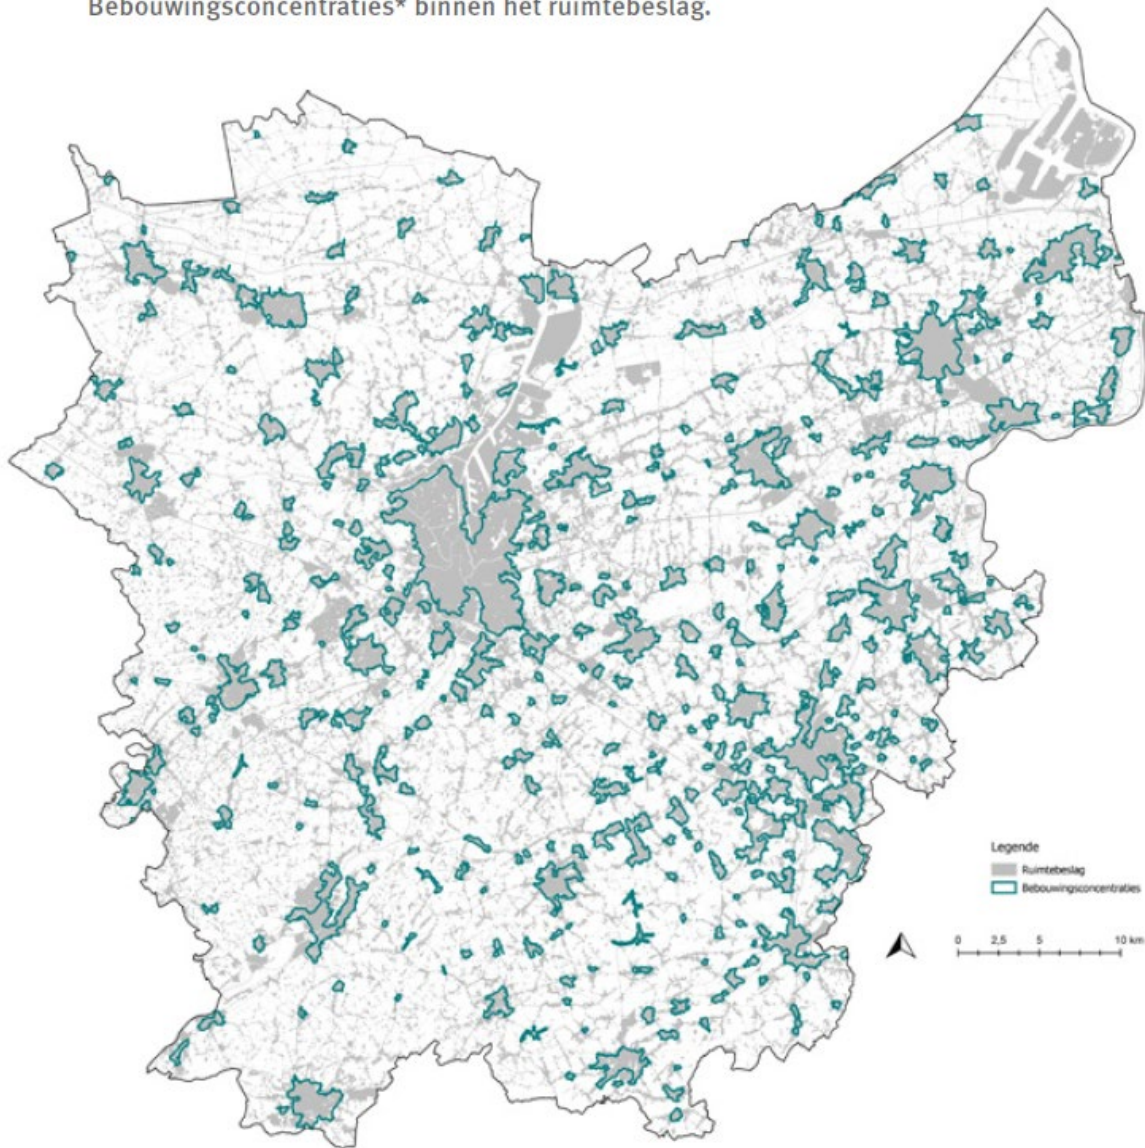 Bebouwingsconcentraties* binnen het ruimtebeslag.
Legende
Ruimtebeslag
Bebouwingsconcentraties
0 2,5 5 10 km